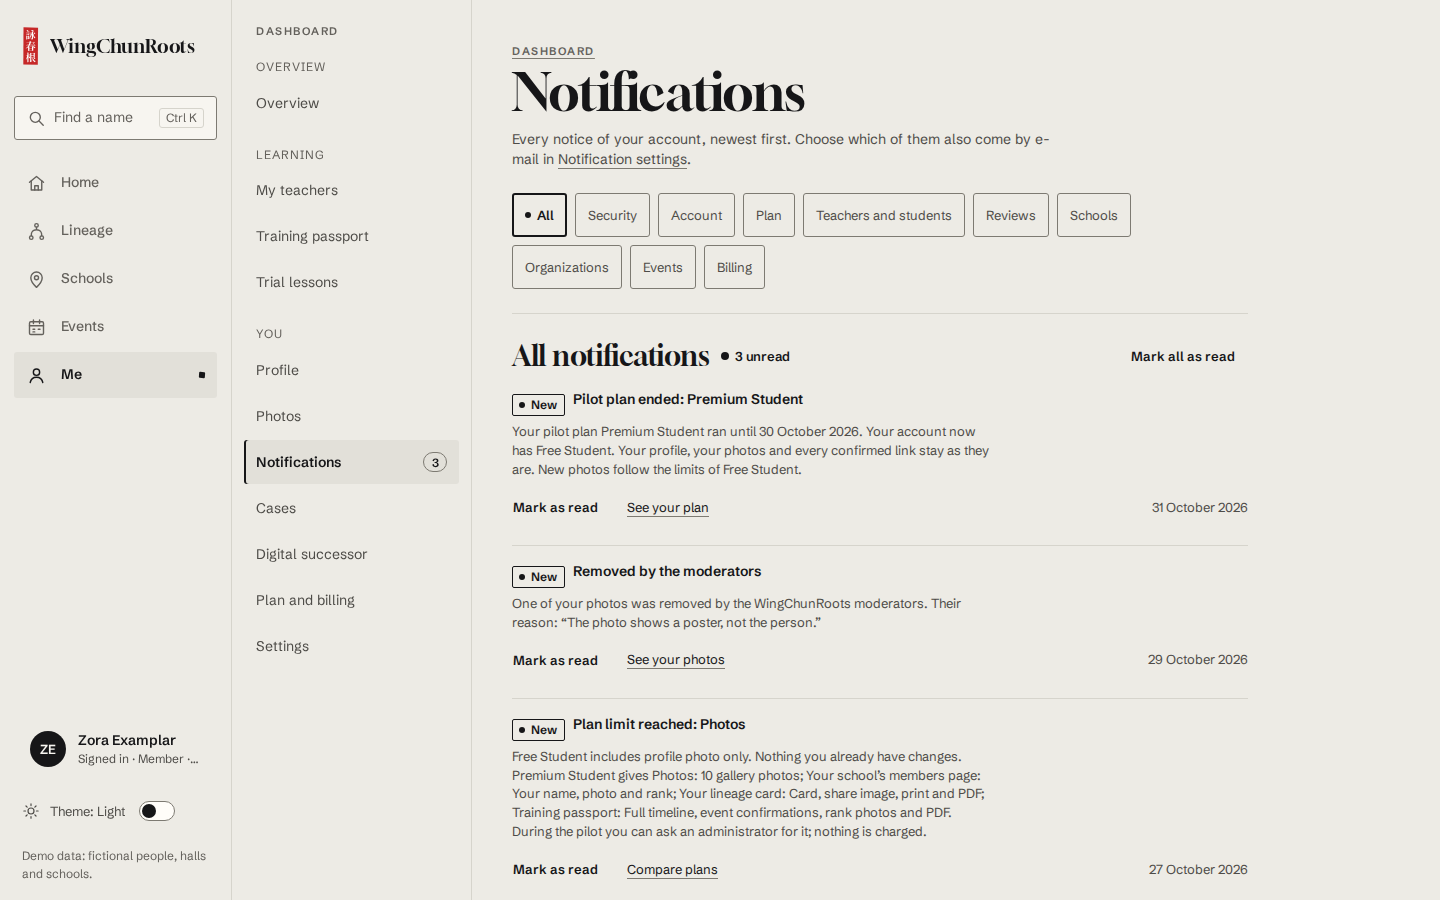 詠春根
WingChunRoots
Find a name
Ctrl K
Home
Lineage
Schools
Events
Me
Zora Examplar
Signed in · Member ·…
Theme: Light
Demo data: fictional people, halls
and schools.
DASHBOARD
OVERVIEW
Overview
LEARNING
My teachers
Training passport
Trial lessons
YOU
Profile
Photos
Notifications 3
Cases
Digital successor
Plan and billing
Settings
DASHBOARD
Notifications
Every notice of your account, newest first. Choose which of them also come by e-
mail in Notification settings.
All Security Account Plan Teachers and students Reviews Schools
Organizations Events Billing
All notifications 3 unread Mark all as read
New Pilot plan ended: Premium Student
Your pilot plan Premium Student ran until 30 October 2026. Your account now
has Free Student. Your profile, your photos and every confirmed link stay as they
are. New photos follow the limits of Free Student.
Mark as read See your plan 31 October 2026
New Removed by the moderators
One of your photos was removed by the WingChunRoots moderators. Their
reason: “The photo shows a poster, not the person.”
Mark as read See your photos 29 October 2026
New Plan limit reached: Photos
Free Student includes profile photo only. Nothing you already have changes.
Premium Student gives Photos: 10 gallery photos; Your school’s members page:
Your name, photo and rank; Your lineage card: Card, share image, print and PDF;
Training passport: Full timeline, event confirmations, rank photos and PDF.
During the pilot you can ask an administrator for it; nothing is charged.
Mark as read Compare plans 27 October 2026
ZE